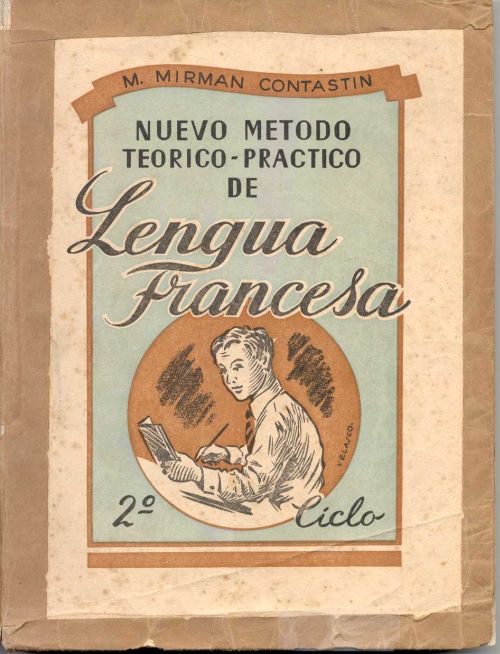 M. MIRMAN CONTASTIN
NUEVO METODO
TEORICO-PRACTICO
DE
Lengua
Francesa
VELASCO.
2º Ciclo